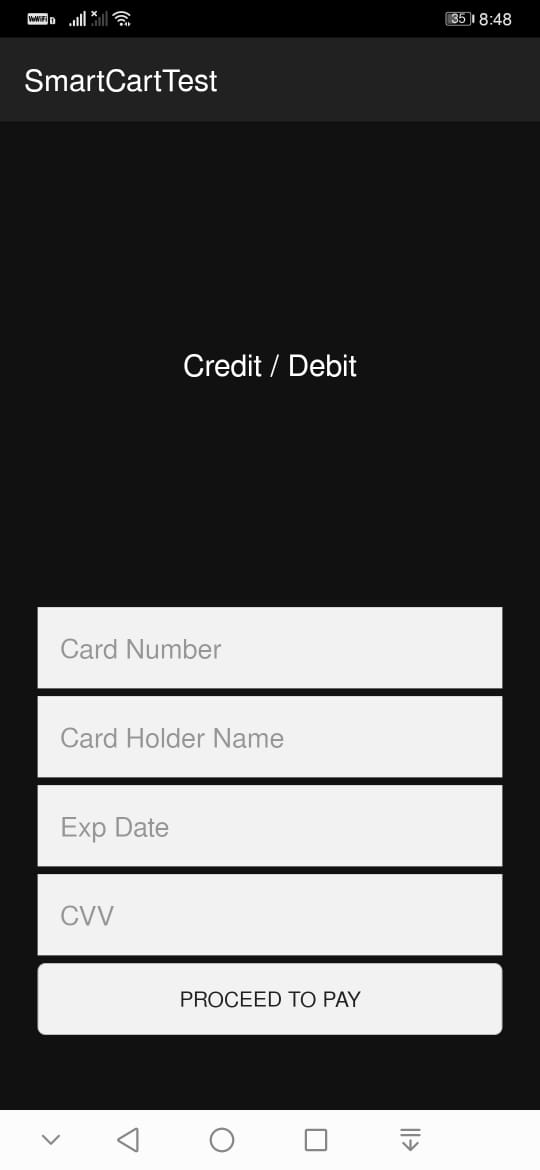 VoWiFi 35 8:48
SmartCartTest
Credit / Debit
Card Number
Card Holder Name
Exp Date
CVV
PROCEED TO PAY